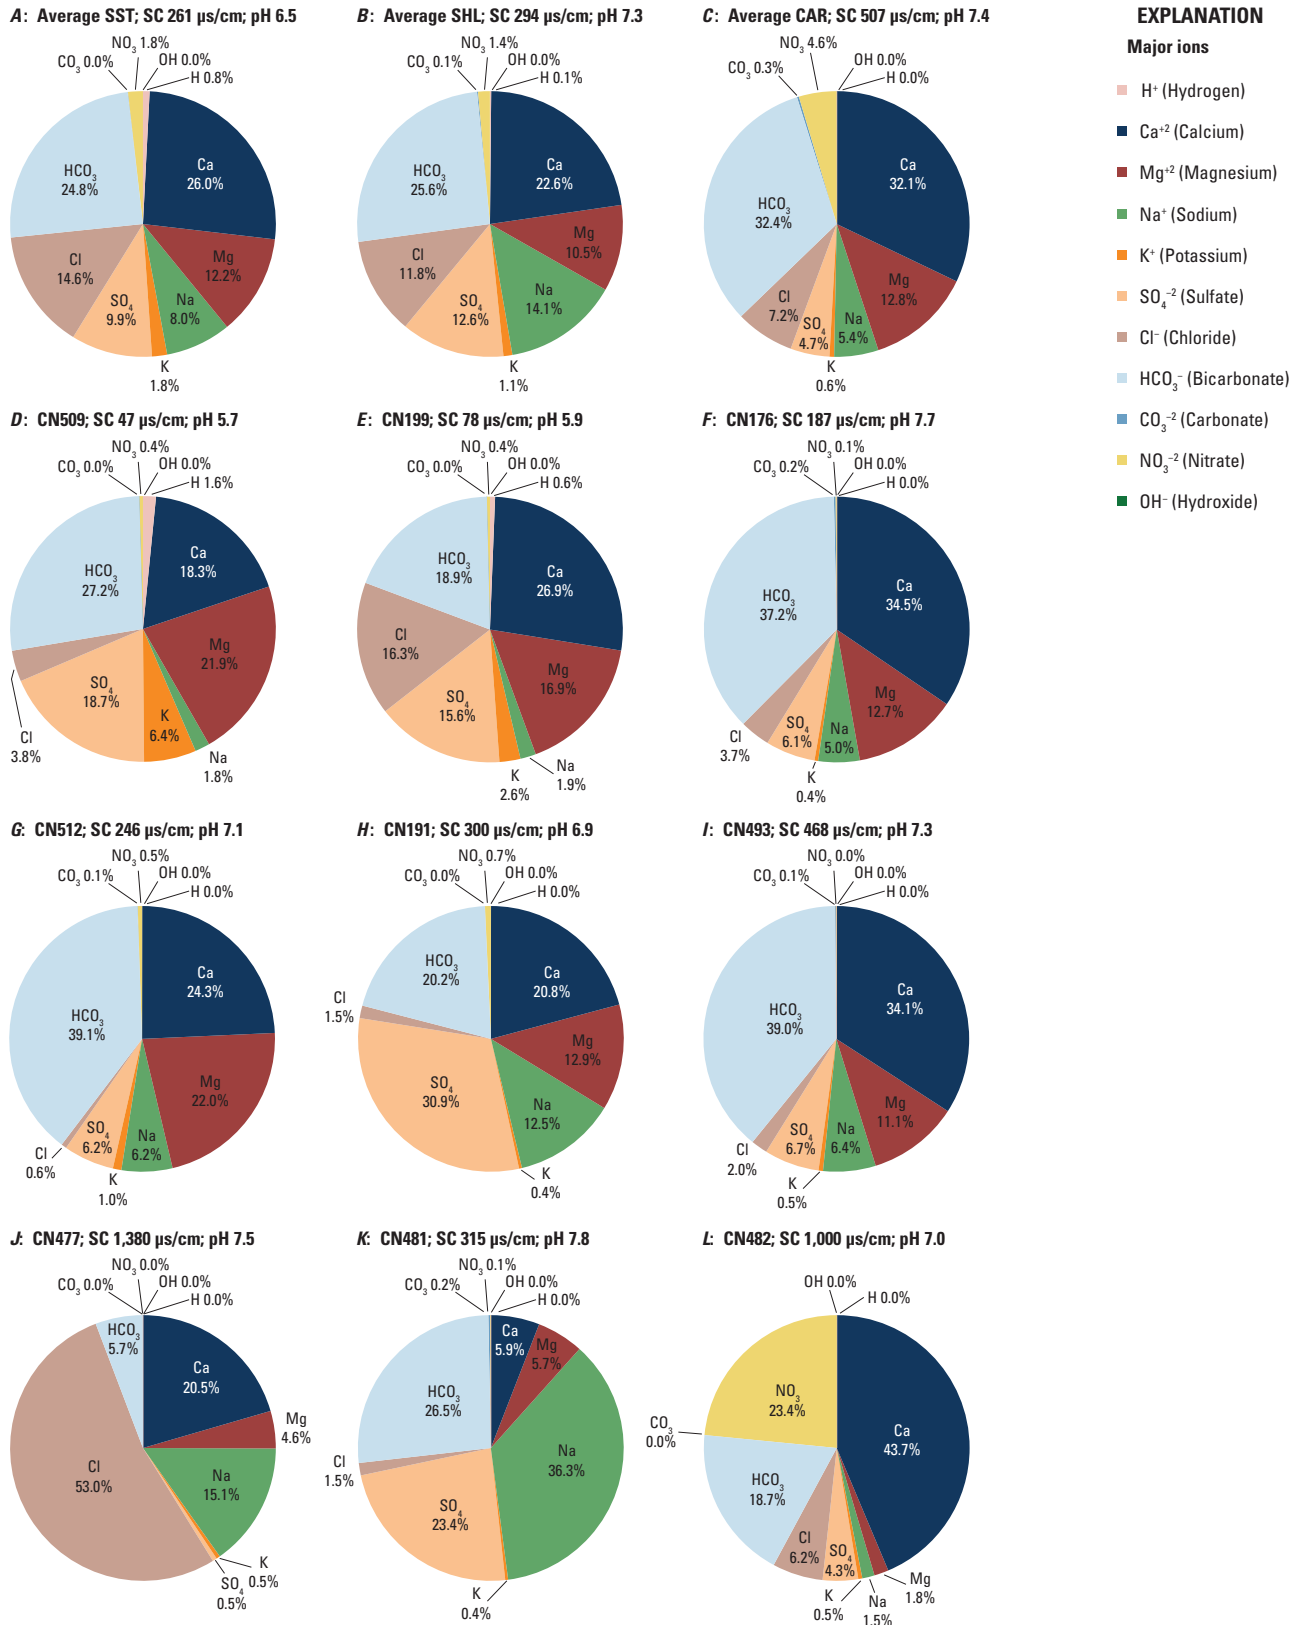 A: Average SST; SC 261 µs/cm; pH 6.5
NO3 1.8%
CO3 0.0%
OH 0.0%
H 0.8%
HCO3
24.8%
Ca
26.0%
Cl
14.6%
Mg
12.2%
SO4
9.9%
Na
8.0%
K
1.8%
B: Average SHL; SC 294 µs/cm; pH 7.3
NO3 1.4%
CO3 0.1%
OH 0.0%
H 0.1%
HCO3
25.6%
Ca
22.6%
Cl
11.8%
Mg
10.5%
SO4
12.6%
Na
14.1%
K
1.1%
C: Average CAR; SC 507 µs/cm; pH 7.4
NO3 4.6%
CO3 0.3%
OH 0.0%
H 0.0%
HCO3
32.4%
Ca
32.1%
Cl
7.2%
Mg
12.8%
SO4
4.7%
Na
5.4%
K
0.6%
EXPLANATION
Major ions
H+ (Hydrogen)
Ca+2 (Calcium)
Mg+2 (Magnesium)
Na+ (Sodium)
K+ (Potassium)
SO4−2 (Sulfate)
Cl− (Chloride)
HCO3− (Bicarbonate)
CO3−2 (Carbonate)
NO3−2 (Nitrate)
OH− (Hydroxide)
D: CN509; SC 47 µs/cm; pH 5.7
NO3 0.4%
CO3 0.0%
OH 0.0%
H 1.6%
HCO3
27.2%
Ca
18.3%
Mg
21.9%
SO4
18.7%
K
6.4%
Cl
3.8%
Na
1.8%
E: CN199; SC 78 µs/cm; pH 5.9
NO3 0.4%
CO3 0.0%
OH 0.0%
H 0.6%
HCO3
18.9%
Ca
26.9%
Cl
16.3%
Mg
16.9%
SO4
15.6%
K
2.6%
Na
1.9%
F: CN176; SC 187 µs/cm; pH 7.7
NO3 0.1%
CO3 0.2%
OH 0.0%
H 0.0%
HCO3
37.2%
Ca
34.5%
Mg
12.7%
Cl
3.7%
SO4
6.1%
Na
5.0%
K
0.4%
G: CN512; SC 246 µs/cm; pH 7.1
NO3 0.5%
CO3 0.1%
OH 0.0%
H 0.0%
HCO3
39.1%
Ca
24.3%
Mg
22.0%
Cl
0.6%
SO4
6.2%
Na
6.2%
K
1.0%
H: CN191; SC 300 µs/cm; pH 6.9
NO3 0.7%
CO3 0.0%
OH 0.0%
H 0.0%
HCO3
20.2%
Ca
20.8%
Cl
1.5%
Mg
12.9%
SO4
30.9%
Na
12.5%
K
0.4%
I: CN493; SC 468 µs/cm; pH 7.3
NO3 0.0%
CO3 0.1%
OH 0.0%
H 0.0%
HCO3
39.0%
Ca
34.1%
Mg
11.1%
Cl
2.0%
SO4
6.7%
Na
6.4%
K
0.5%
J: CN477; SC 1,380 µs/cm; pH 7.5
NO3 0.0%
CO3 0.0%
OH 0.0%
H 0.0%
HCO3
5.7%
Ca
20.5%
Mg
4.6%
Cl
53.0%
Na
15.1%
K
0.5%
SO4
0.5%
K: CN481; SC 315 µs/cm; pH 7.8
NO3 0.1%
CO3 0.2%
OH 0.0%
H 0.0%
Ca
5.9%
Mg
5.7%
HCO3
26.5%
Na
36.3%
Cl
1.5%
SO4
23.4%
K
0.4%
L: CN482; SC 1,000 µs/cm; pH 7.0
OH 0.0%
H 0.0%
NO3
23.4%
Ca
43.7%
CO3
0.0%
HCO3
18.7%
Cl
6.2%
SO4
4.3%
K
0.5%
Na
1.5%
Mg
1.8%